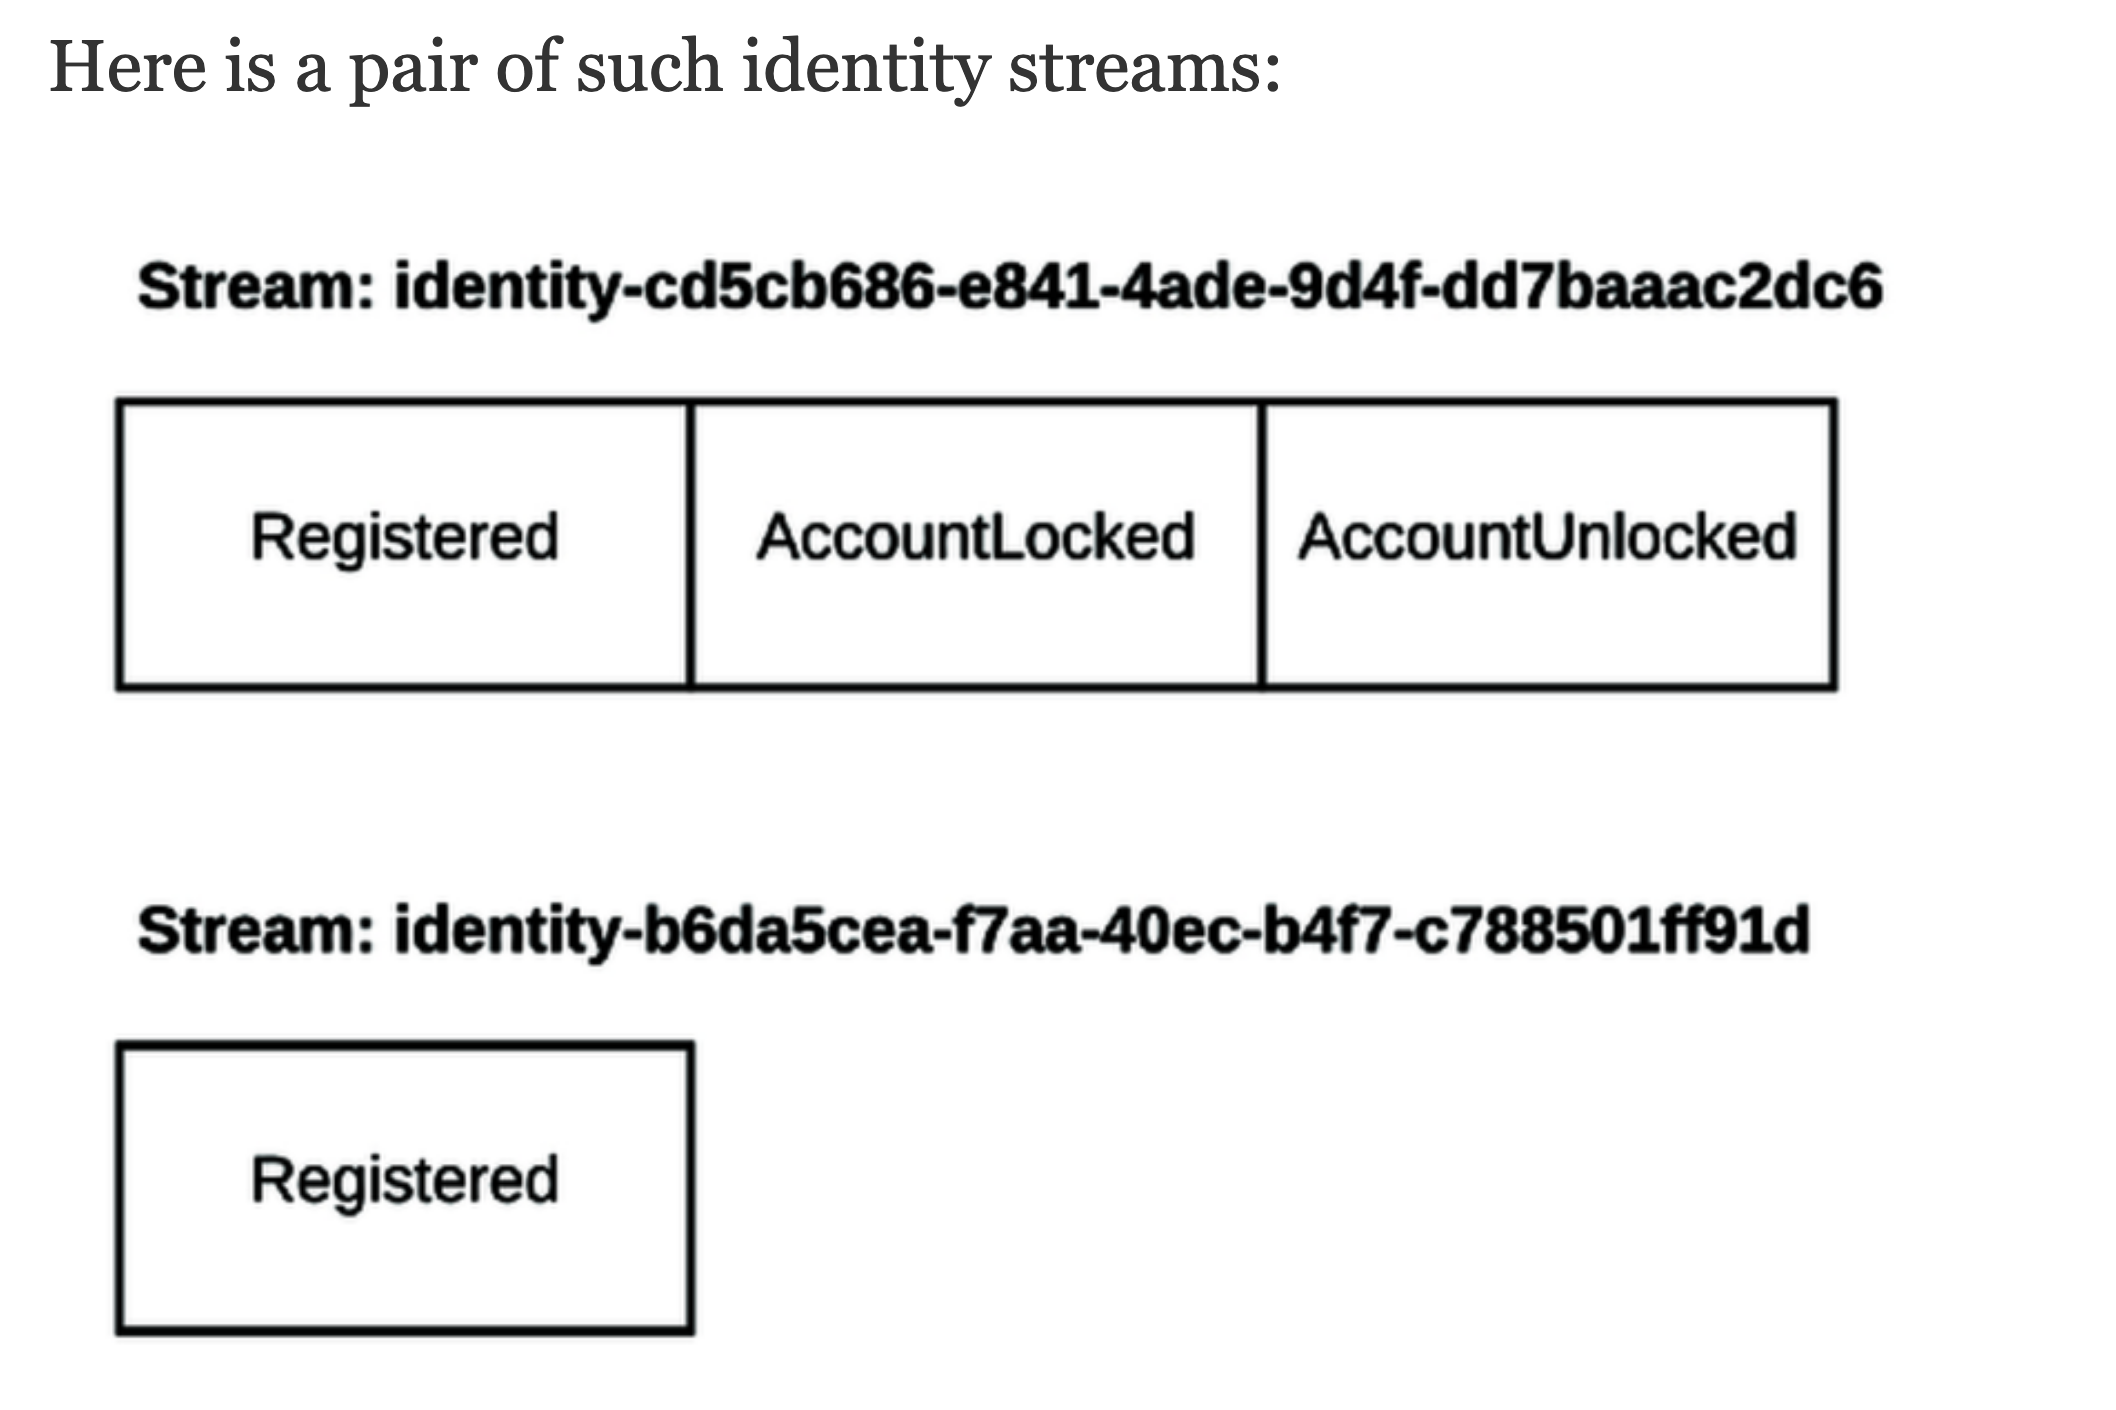 Here is a pair of such identity streams:
Stream: identity-cd5cb686-e841-4ade-9d4f-dd7baaac2dc6
Registered
AccountLocked
AccountUnlocked
Stream: identity-b6da5cea-f7aa-40ec-b4f7-c788501ff91d
Registered